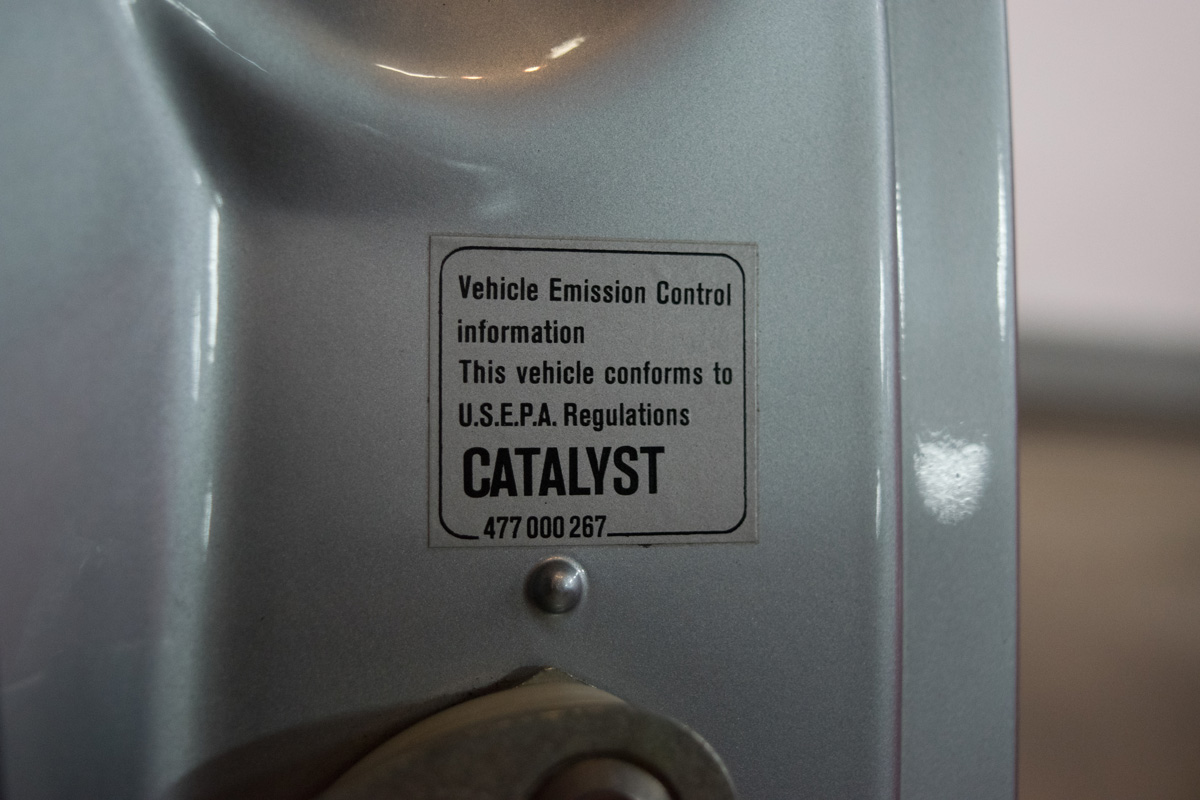 Vehicle Emission Control
information
This vehicle conforms to
U.S.E.P.A. Regulations
CATALYST
477 000 267